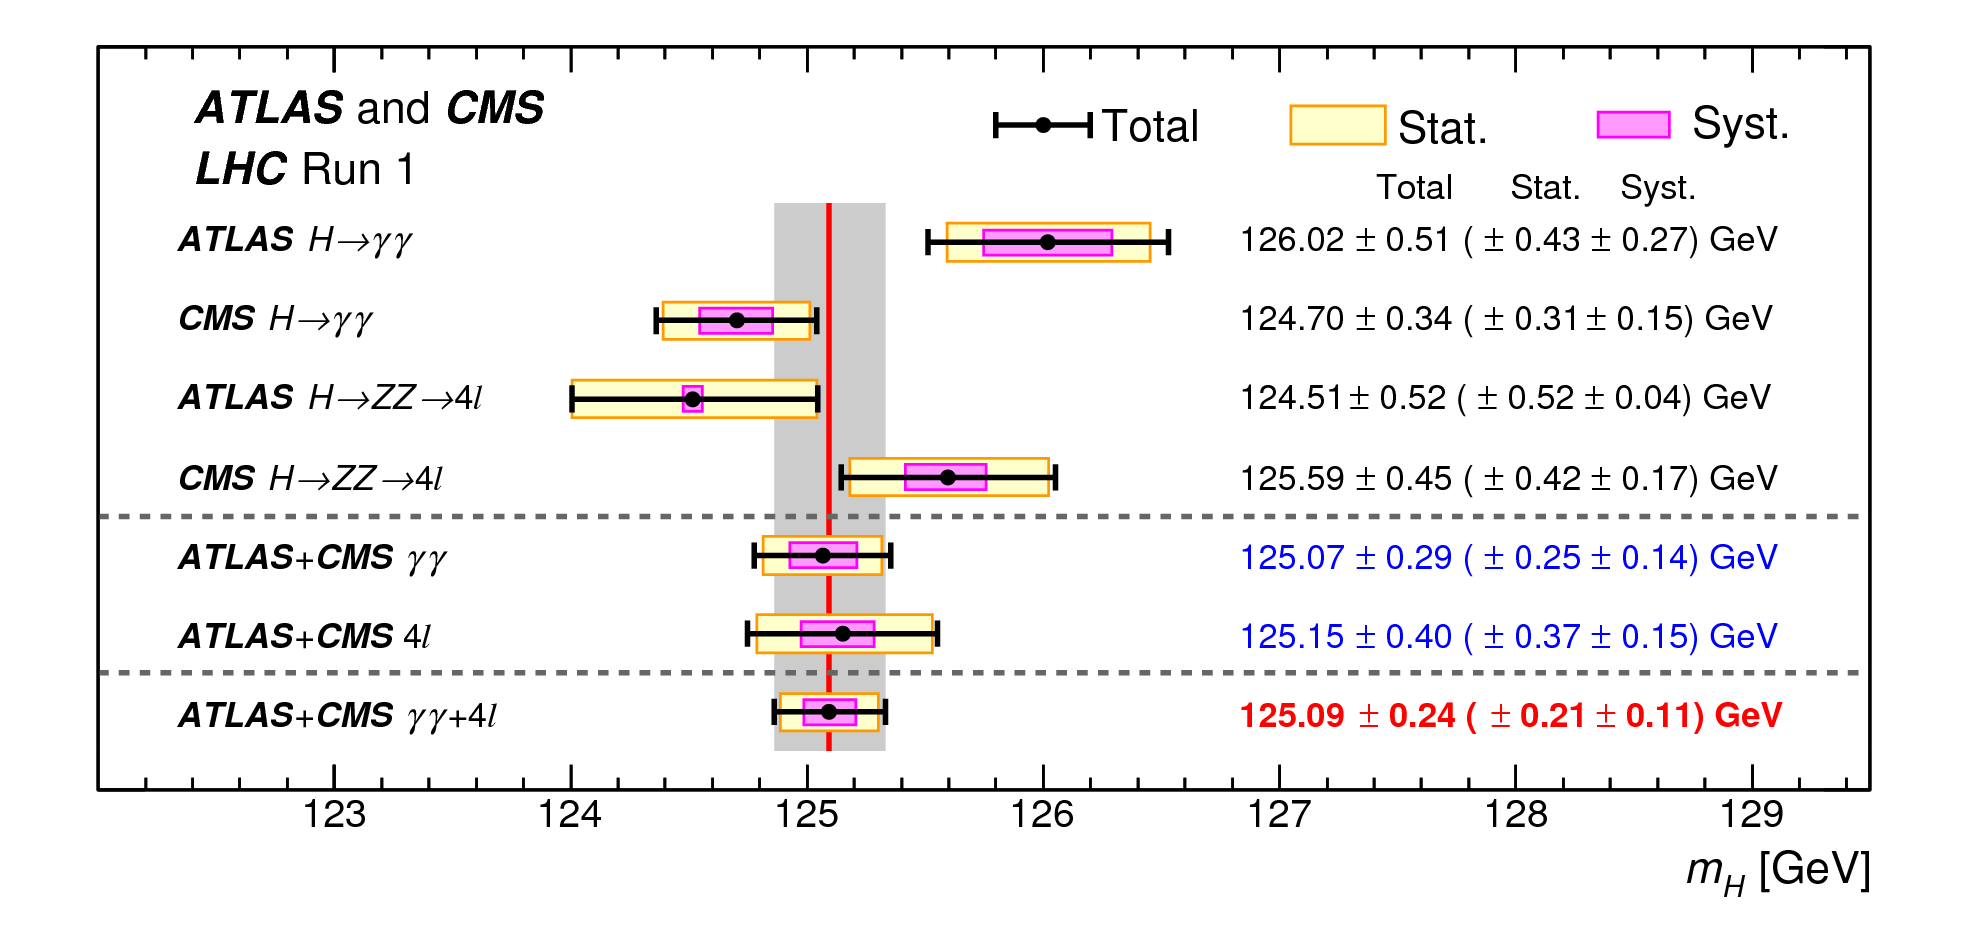 ATLAS and CMS
LHC Run 1
Total Stat. Syst.
Total Stat. Syst.
ATLAS H→γγ 126.02 ± 0.51 ( ± 0.43 ± 0.27) GeV
CMS H→γγ 124.70 ± 0.34 ( ± 0.31 ± 0.15) GeV
ATLAS H→ZZ→4l 124.51 ± 0.52 ( ± 0.52 ± 0.04) GeV
CMS H→ZZ→4l 125.59 ± 0.45 ( ± 0.42 ± 0.17) GeV
ATLAS+CMS γγ 125.07 ± 0.29 ( ± 0.25 ± 0.14) GeV
ATLAS+CMS 4l 125.15 ± 0.40 ( ± 0.37 ± 0.15) GeV
ATLAS+CMS γγ+4l 125.09 ± 0.24 ( ± 0.21 ± 0.11) GeV
123 124 125 126 127 128 129
m_H [GeV]